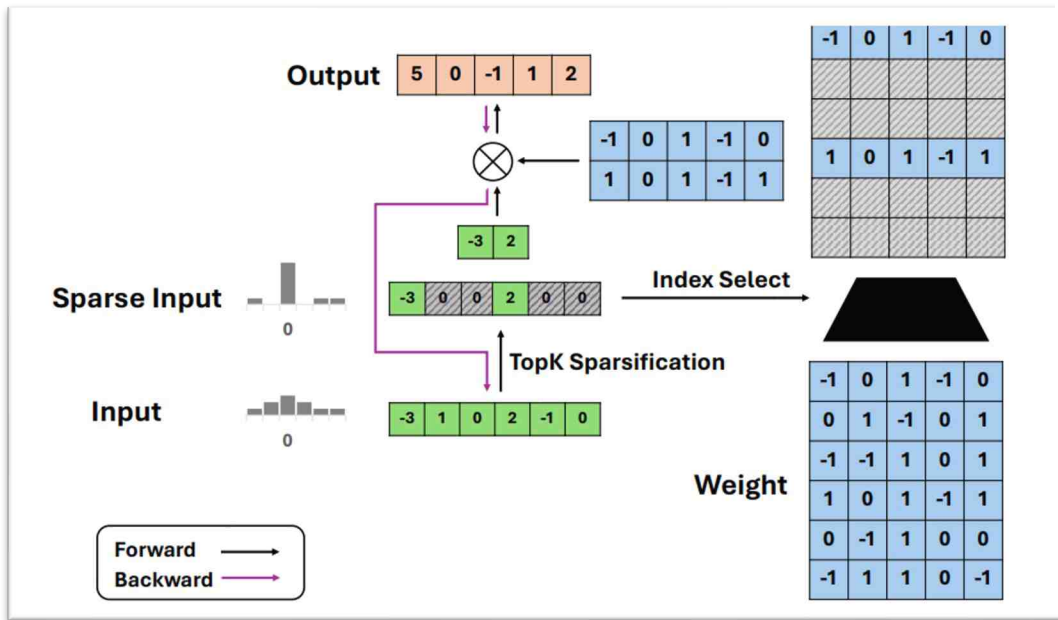 Output
5 0 -1 1 2
-1 0 1 -1 0
1 0 1 -1 1
-3 2
-1 0 1 -1 0
1 0 1 -1 1
Sparse Input
0
-3 0 0 2 0 0
Index Select
TopK Sparsification
Input
0
-3 1 0 2 -1 0
Weight
-1 0 1 -1 0
0 1 -1 0 1
-1 -1 1 0 1
1 0 1 -1 1
0 -1 1 0 0
-1 1 1 0 -1
Forward
Backward